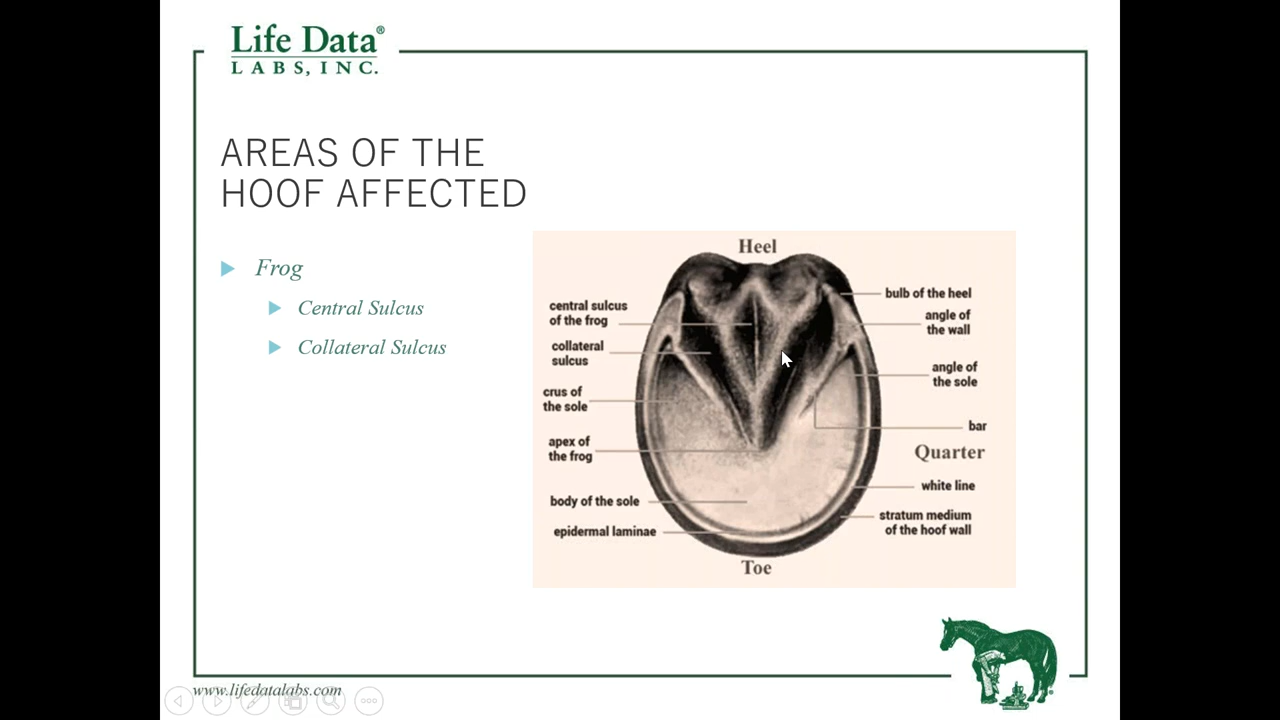 Life Data®
LABS, INC.
AREAS OF THE
HOOF AFFECTED
Frog
Central Sulcus
Collateral Sulcus
Heel
central sulcus
of the frog
collateral
sulcus
crus of
the sole
apex of
the frog
body of the sole
epidermal laminae
bulb of the heel
angle of
the wall
angle of
the sole
bar
Quarter
white line
stratum medium
of the hoof wall
Toe
www.lifedatalabs.com